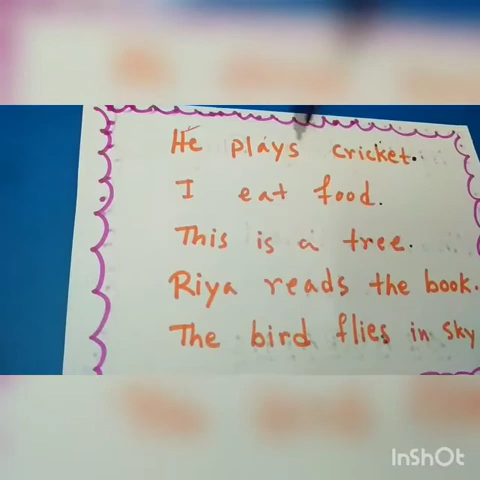 He plays cricket.
I eat food.
This is a tree.
Riya reads the book.
The bird flies in sky
InShOt